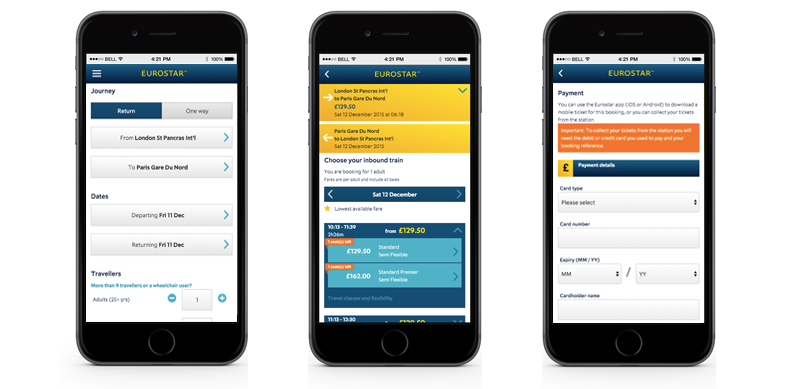 ●●●○○ BELL 4:21 PM 100%
EUROSTAR™
Journey
Return One way
From London St Pancras Int'l
To Paris Gare Du Nord
Dates
Departing Fri 11 Dec
Returning Fri 11 Dec
Travellers
More than 9 travellers or a wheelchair user?
Adults (25+ yrs) 1
●●●○○ BELL 4:21 PM 100%
EUROSTAR™
London St Pancras Int'l
to Paris Gare Du Nord
£129.50
Sat 12 December 2015 at 06:18
Paris Gare Du Nord
to London St Pancras Int'l
Sat 12 December 2015
Choose your inbound train
You are booking for 1 adult
Fares are per adult and include all taxes
Sat 12 December
Lowest available fare
10:13 - 11:39 from £129.50
2h26m
1 seat(s) left
£129.50 Standard
Semi Flexible
1 seat(s) left
£162.00 Standard Premier
Semi Flexible
Travel classes and flexibility
11:13 - 12:30 from £129.50
●●●○○ BELL 4:21 PM 100%
EUROSTAR™
Payment
You can use the Eurostar app (iOS or Android) to download a
mobile ticket for this booking, or you can collect your tickets
from the station.
Important: To collect your tickets from the station you will
need the debit or credit card you used to pay and your
booking reference.
£ Payment details
Card type
Please select
Card number
Expiry (MM / YY)
MM / YY
Cardholder name